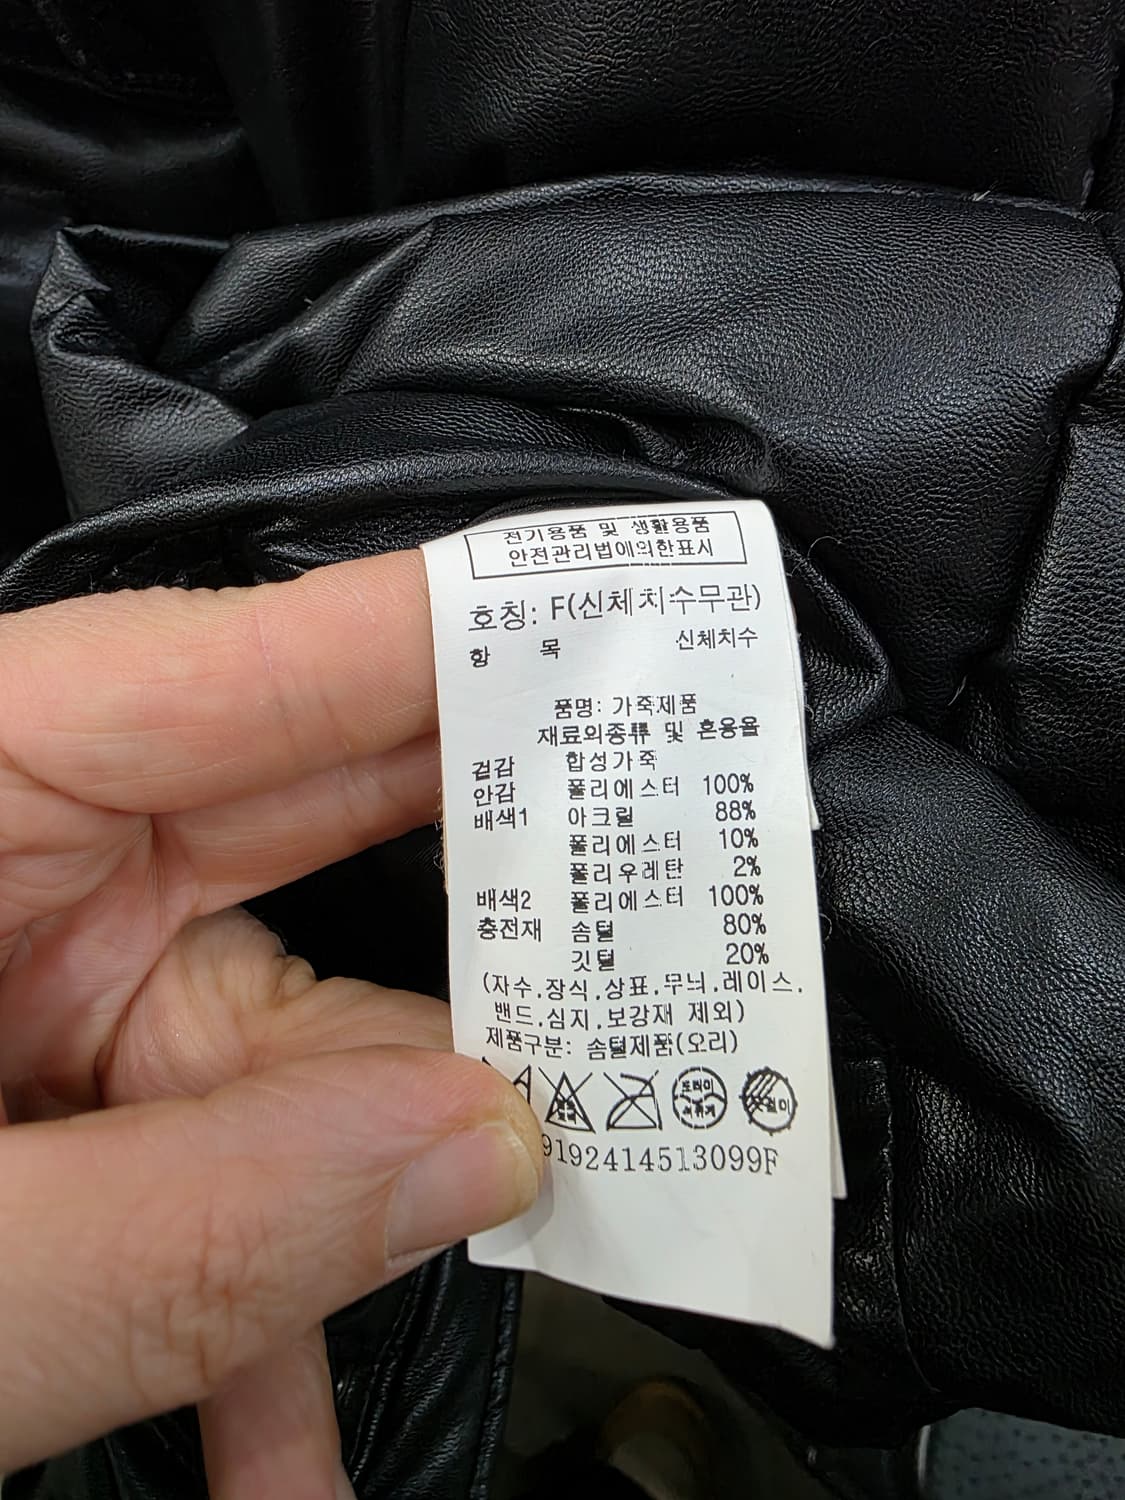 전기용품 및 생활용품
안전관리법에의한표시
호칭: F(신체치수무관)
항 목 신체치수
품명: 가죽제품
재료의종류 및 혼용율
겉감 합성가죽
안감 폴리에스터 100%
배색1 아크릴 88%
폴리에스터 10%
폴리우레탄 2%
배색2 폴리에스터 100%
충전재 솜털 80%
깃털 20%
(자수.장식.상표.무늬.레이스.
밴드.심지.보강재 제외)
제품구분: 솜털제품(오리)
드라이
9192414513099F